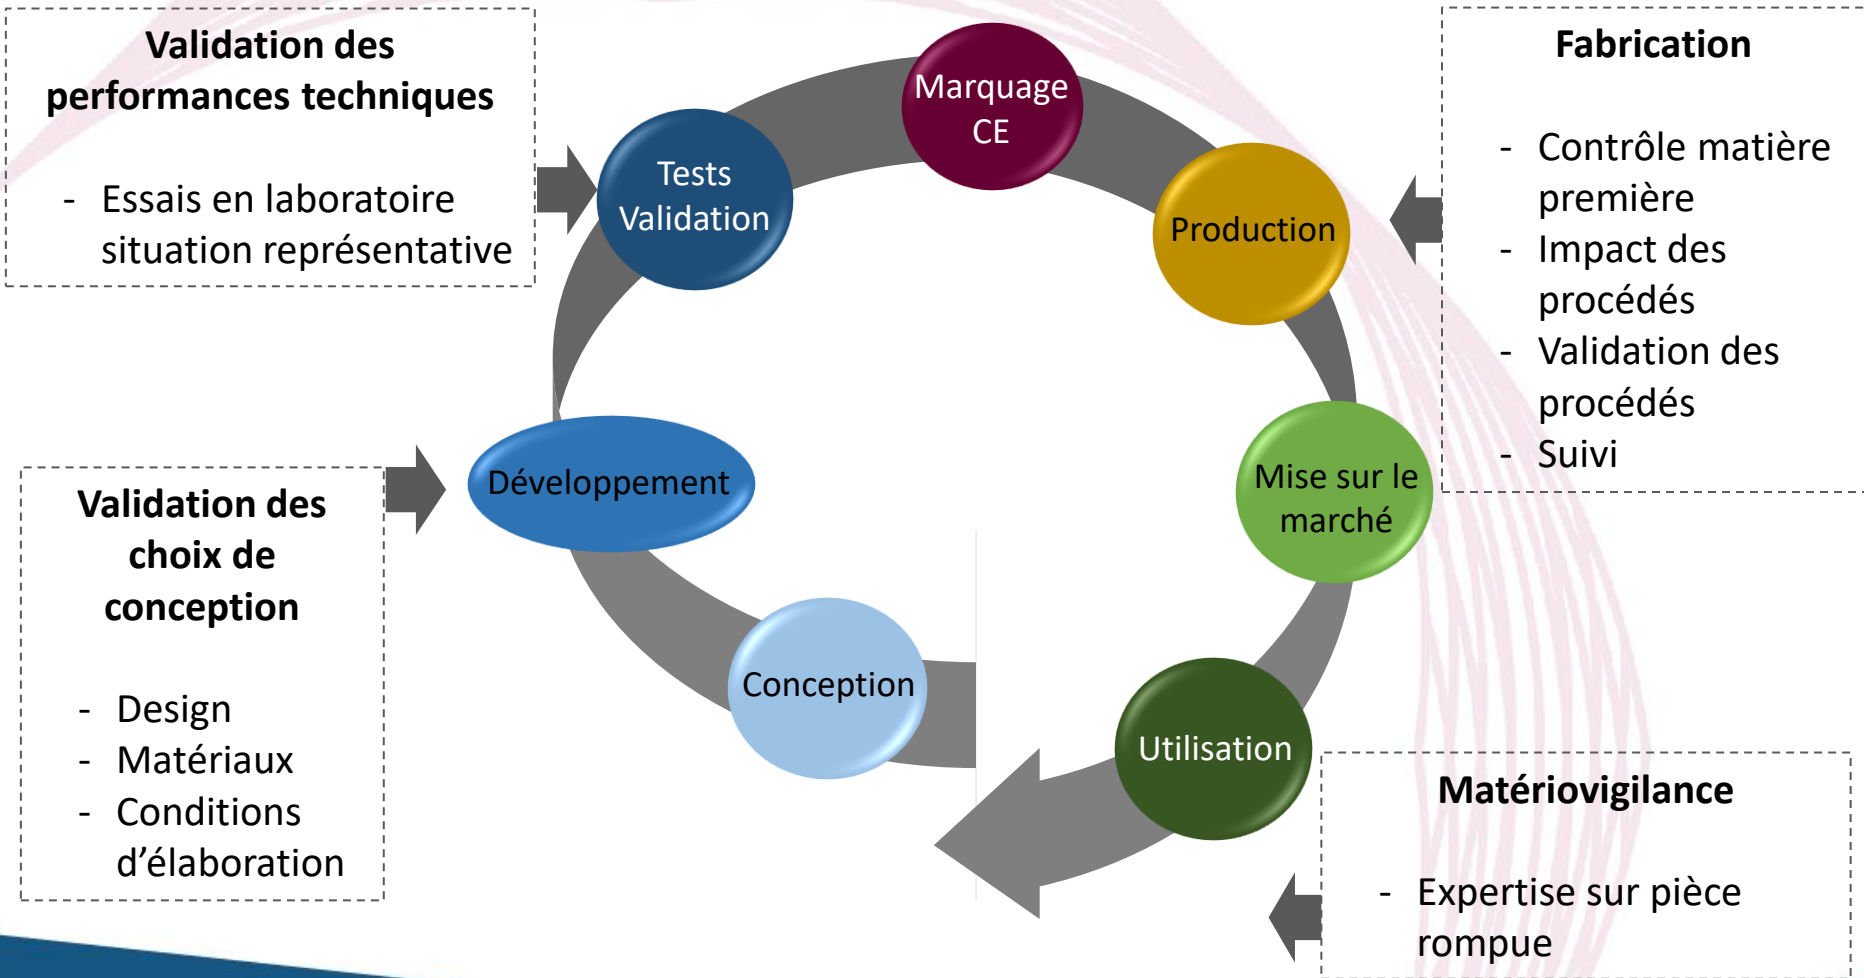 Validation des
performances techniques
- Essais en laboratoire
situation représentative
Marquage
CE
Tests
Validation
Production
Fabrication
- Contrôle matière
première
- Impact des
procédés
- Validation des
procédés
- Suivi
Développement
Mise sur le
marché
Validation des
choix de
conception
- Design
- Matériaux
- Conditions
d’élaboration
Conception
Utilisation
Matèriovigilance
- Expertise sur pièce
rompue